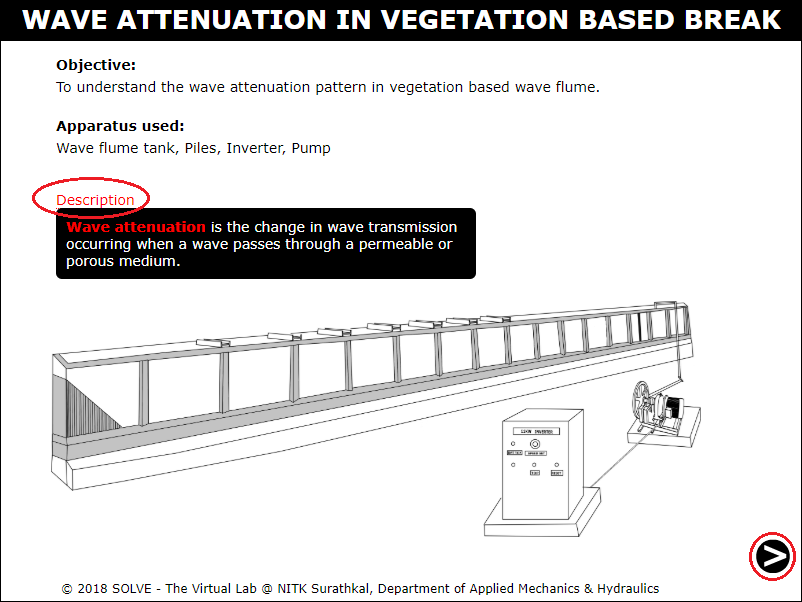 WAVE ATTENUATION IN VEGETATION BASED BREAK
Objective:
To understand the wave attenuation pattern in vegetation based wave flume.
Apparatus used:
Wave flume tank, Piles, Inverter, Pump
Description
Wave attenuation is the change in wave transmission
occurring when a wave passes through a permeable or
porous medium.
INVERTER
© 2018 SOLVE - The Virtual Lab @ NITK Surathkal, Department of Applied Mechanics & Hydraulics